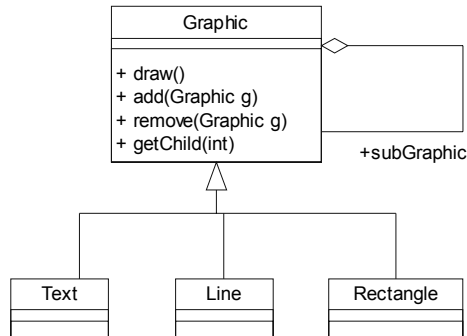 Graphic
+ draw()
+ add(Graphic g)
+ remove(Graphic g)
+ getChild(int)
+subGraphic
Text
Line
Rectangle